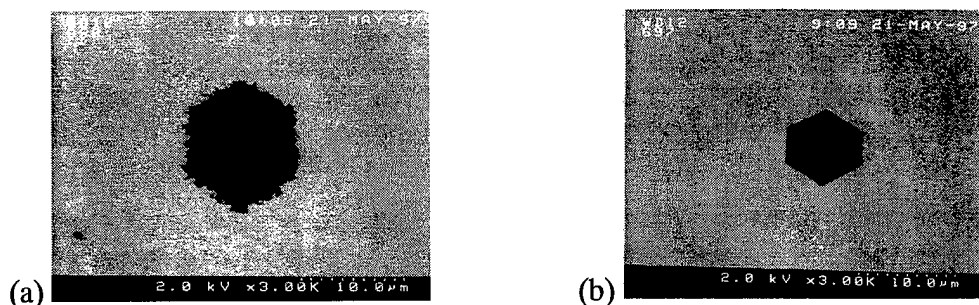 21-MAY-97
WD12 9:09 21-MAY-97
(a) 2.0 kV x3.00K 10.0μm
(b) 2.0 kV x3.00K 10.0μm